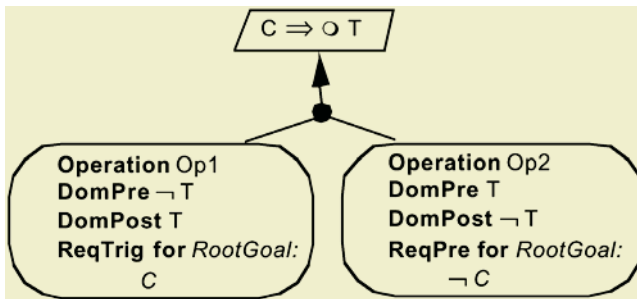 C ⇒ ○ T
Operation Op1
DomPre ¬ T
DomPost T
ReqTrig for RootGoal:
C
Operation Op2
DomPre T
DomPost ¬ T
ReqPre for RootGoal:
¬ C